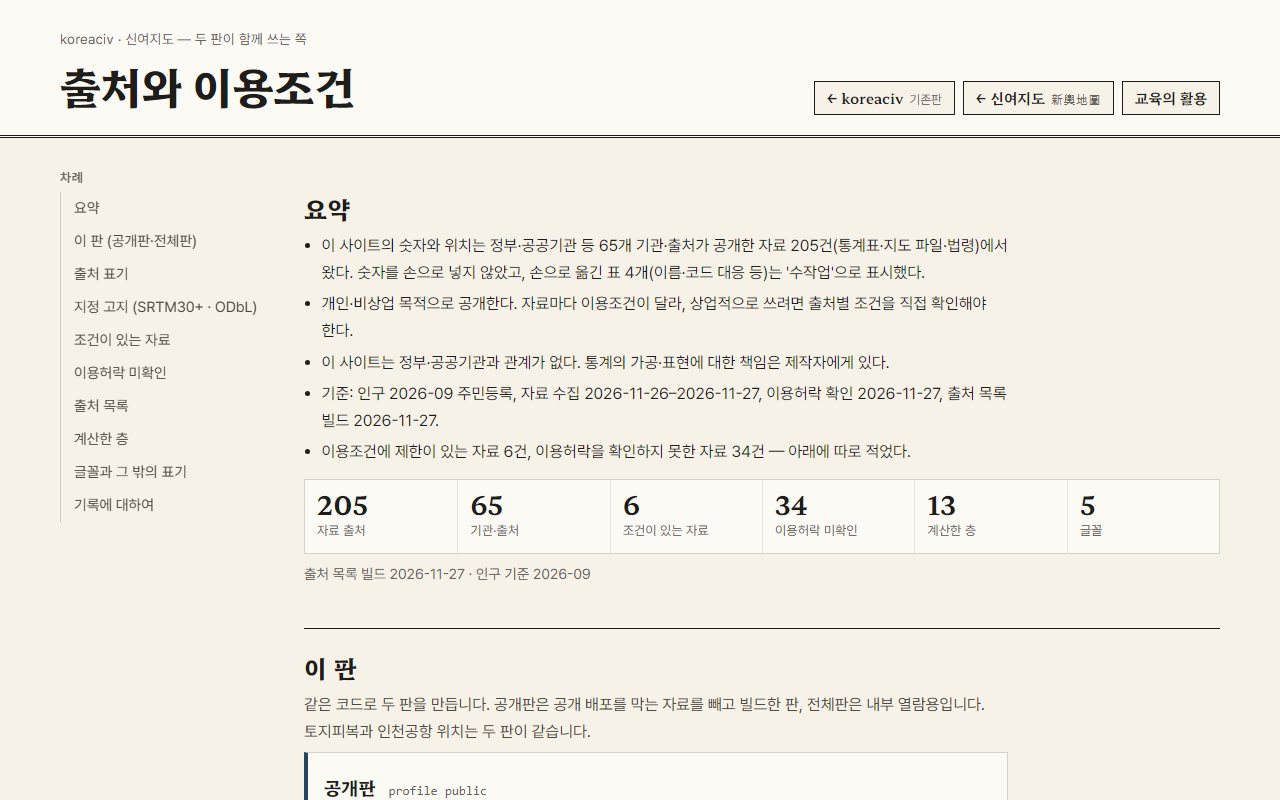 koreaciv · 신여지도 — 두 판이 함께 쓰는 쪽
출처와 이용조건
← koreaciv 기존판
← 신여지도 新輿地圖
교육의 활용
차례
요약
이 판 (공개판·전체판)
출처 표기
지정 고지 (SRTM30+ · ODbL)
조건이 있는 자료
이용허락 미확인
출처 목록
계산한 층
글꼴과 그 밖의 표기
기록에 대하여
요약
이 사이트의 숫자와 위치는 정부·공공기관 등 65개 기관·출처가 공개한 자료 205건(통계표·지도 파일·법령)에서
왔다. 숫자를 손으로 넣지 않았고, 손으로 옮긴 표 4개(이름·코드 대응 등)는 '수작업'으로 표시했다.
개인·비상업 목적으로 공개한다. 자료마다 이용조건이 달라, 상업적으로 쓰려면 출처별 조건을 직접 확인해야
한다.
이 사이트는 정부·공공기관과 관계가 없다. 통계의 가공·표현에 대한 책임은 제작자에게 있다.
기준: 인구 2026-09 주민등록, 자료 수집 2026-11-26–2026-11-27, 이용허락 확인 2026-11-27, 출처 목록
빌드 2026-11-27.
이용조건에 제한이 있는 자료 6건, 이용허락을 확인하지 못한 자료 34건 — 아래에 따로 적었다.
205
자료 출처
65
기관·출처
6
조건이 있는 자료
34
이용허락 미확인
13
계산한 층
5
글꼴
출처 목록 빌드 2026-11-27 · 인구 기준 2026-09
이 판
같은 코드로 두 판을 만듭니다. 공개판은 공개 배포를 막는 자료를 빼고 빌드한 판, 전체판은 내부 열람용입니다.
토지피복과 인천공항 위치는 두 판이 같습니다.
공개판 profile public